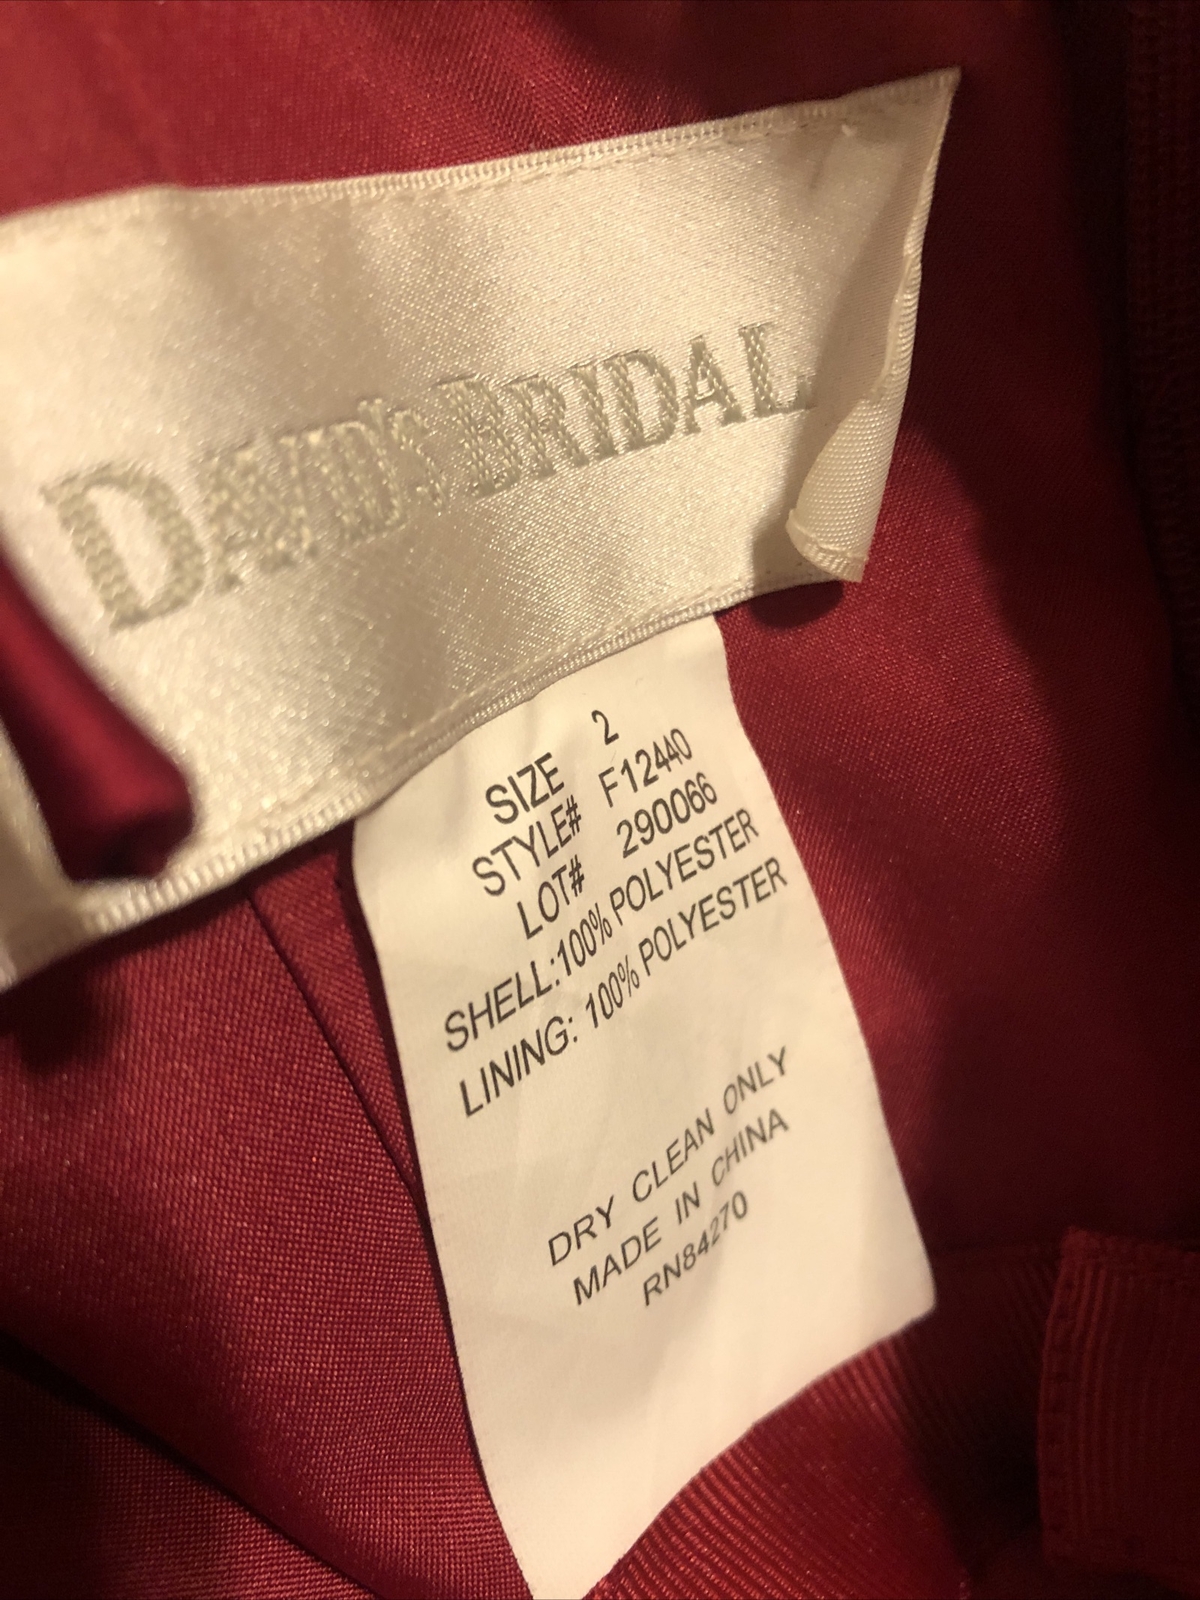 DAVID'S BRIDAL
SIZE 2
STYLE# F12440
LOT# 290066
SHELL:100% POLYESTER
LINING: 100% POLYESTER
DRY CLEAN ONLY
MADE IN CHINA
RN84270